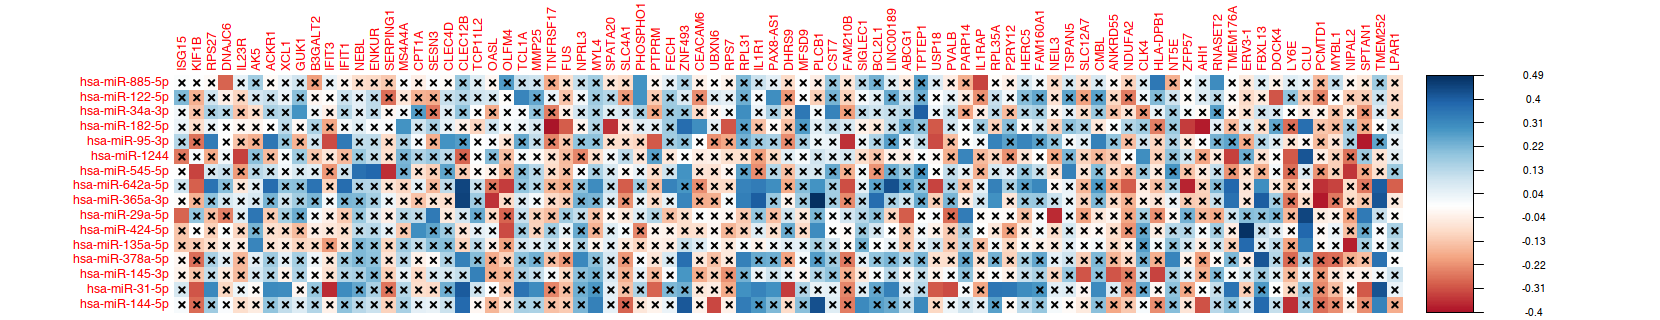 ISG15 KIF1B RPS27 DNAJC6 IL23R AK5 ACKR1 XCL1 GUK1 B3GALT2 IFIT3 IFIT1 NEBL ENKUR SERPING1 MS4A4A CPT1A SESN3 CLEC4D CLEC12B TCP11L2 OASL OLFM4 TCL1A MMP25 TNFRSF17 FUS NPRL3 MYL4 SPATA20 SLC4A1 PHOSPHO1 PTPRM FECH ZNF493 CEACAM6 UBXN6 RPS7 RPL31 IL1R1 PAX8-AS1 DHRS9 MFSD9 PLCB1 CST7 FAM210B SIGLEC1 BCL2L1 LINC00189 ABCG1 TPTEP1 USP18 PVALB PARP14 IL1RAP RPL35A P2RY12 HERC5 FAM160A1 NEIL3 TSPAN5 SLC12A7 CMBL ANKRD55 NDUFA2 CLK4 HLA-DPB1 NT5E ZFP57 AHI1 RNASET2 TMEM176A ERV3-1 FBXL13 DOCK4 LY6E CLU PCMTD1 MYBL1 NIPAL2 SPTAN1 TMEM252 LPAR1
hsa-miR-885-5p
hsa-miR-122-5p
hsa-miR-34a-3p
hsa-miR-182-5p
hsa-miR-95-3p
hsa-miR-1244
hsa-miR-545-5p
hsa-miR-642a-5p
hsa-miR-365a-3p
hsa-miR-29a-5p
hsa-miR-424-5p
hsa-miR-135a-5p
hsa-miR-378a-5p
hsa-miR-145-3p
hsa-miR-31-5p
hsa-miR-144-5p
0.49
0.4
0.31
0.22
0.13
0.04
-0.04
-0.13
-0.22
-0.31
-0.4